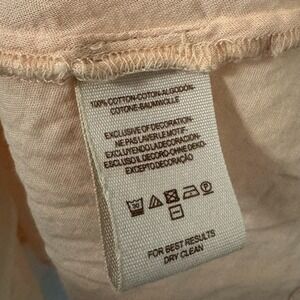 100% COTTON-COTON-ALGODON-
COTONE-BAUMWOLLE
EXCLUSIVE OF DECORATION-
NE PAS LAVER LE MOTIF-
EXCLUYENDO LA DECORACION-
ESCLUSO IL DECORO-OHNE DEKO-
EXCEPTO DECORAÇÃO
FOR BEST RESULTS
DRY CLEAN